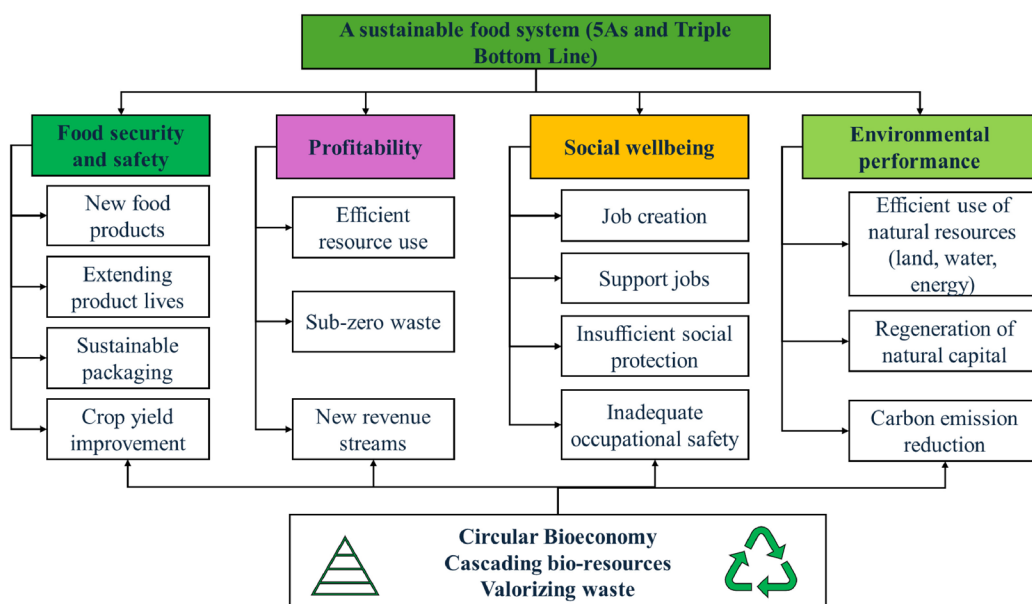 A sustainable food system (5As and Triple
Bottom Line)
Food security
and safety
New food
products
Extending
product lives
Sustainable
packaging
Crop yield
improvement
Profitability
Efficient
resource use
Sub-zero waste
New revenue
streams
Social wellbeing
Job creation
Support jobs
Insufficient social
protection
Inadequate
occupational safety
Environmental
performance
Efficient use of
natural resources
(land, water,
energy)
Regeneration of
natural capital
Carbon emission
reduction
Circular Bioeconomy
Cascading bio-resources
Valorizing waste